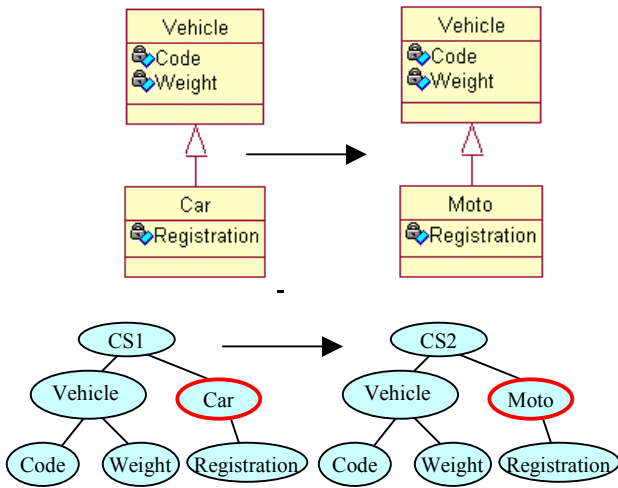 Vehicle
Code
Weight
Car
Registration
Vehicle
Code
Weight
Moto
Registration
-
CS1
Vehicle
Car
Code
Weight
Registration
CS2
Vehicle
Moto
Code
Weight
Registration